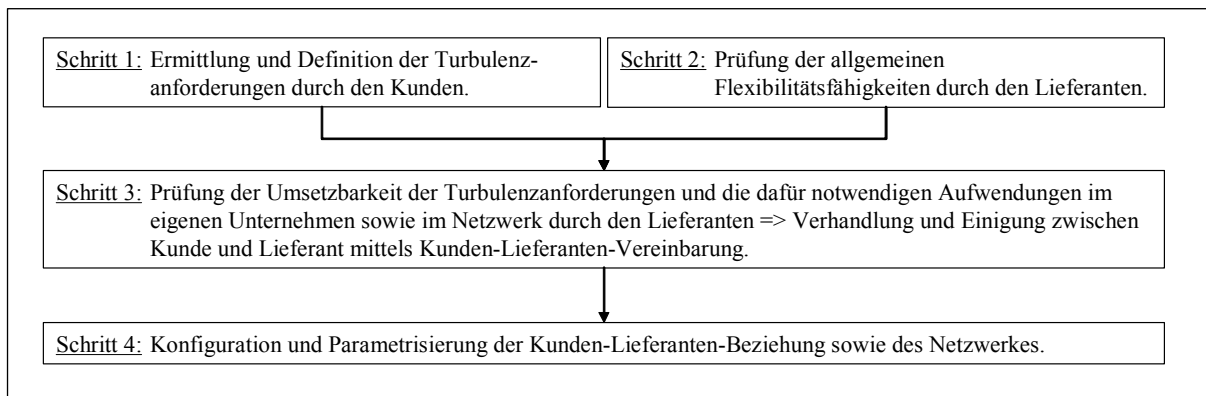 Schritt 1: Ermittlung und Definition der Turbulenz-
anforderungen durch den Kunden.
Schritt 2: Prüfung der allgemeinen
Flexibilitätsfähigkeiten durch den Lieferanten.
Schritt 3: Prüfung der Umsetzbarkeit der Turbulenzanforderungen und die dafür notwendigen Aufwendungen im
eigenen Unternehmen sowie im Netzwerk durch den Lieferanten => Verhandlung und Einigung zwischen
Kunde und Lieferant mittels Kunden-Lieferanten-Vereinbarung.
Schritt 4: Konfiguration und Parametrisierung der Kunden-Lieferanten-Beziehung sowie des Netzwerkes.